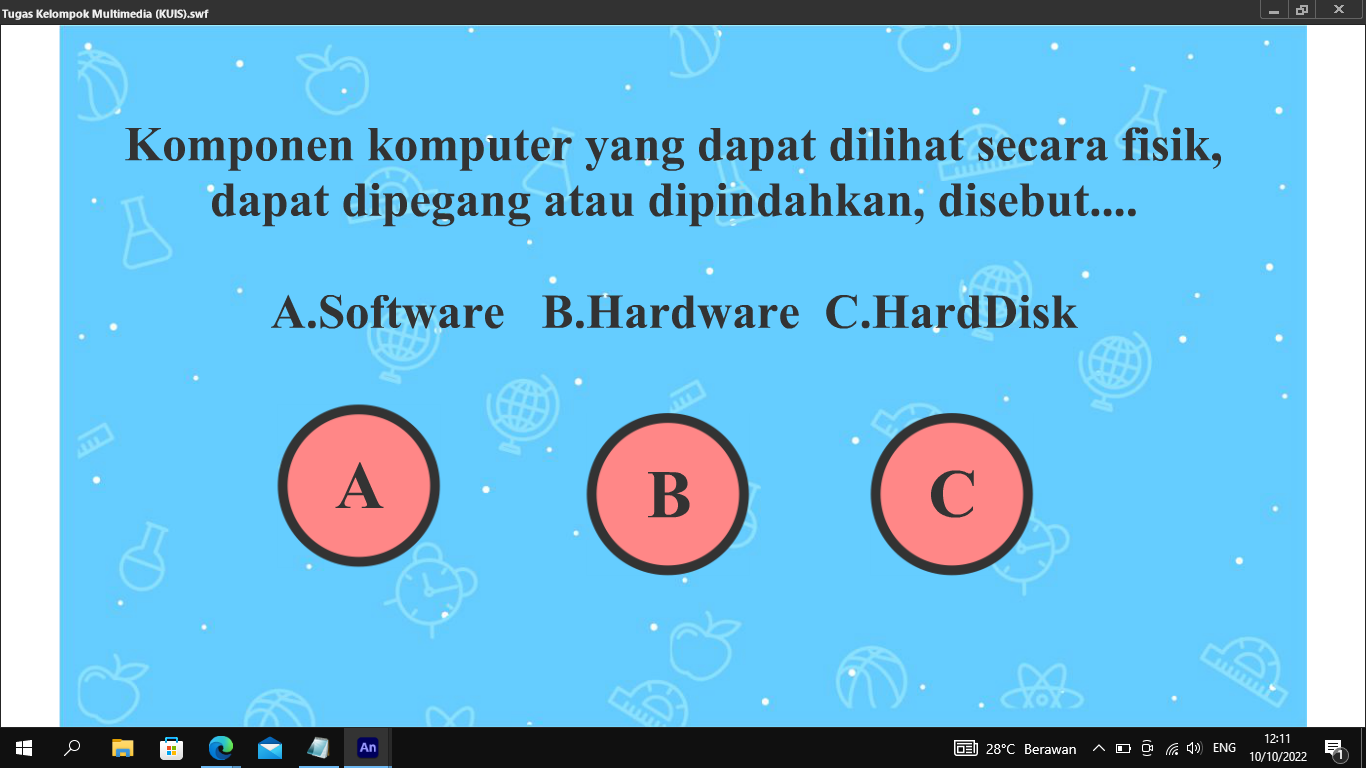 Tugas Kelompok Multimedia (KUIS).swf
Komponen komputer yang dapat dilihat secara fisik,
dapat dipegang atau dipindahkan, disebut....
A.Software B.Hardware C.HardDisk
A B C
An
28°C Berawan
ENG
12:11
10/10/2022
1